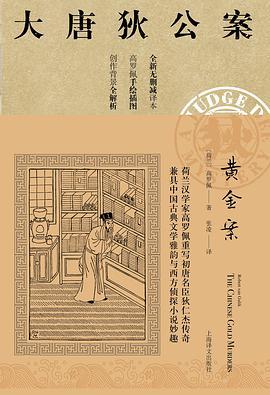 大唐狄公案
全新无删减译本
高罗佩手绘插图
创作背景全解析
JUDGE D
黄金案
[荷兰] 高罗佩 著
张凌 译
Robert van Gulik
The Chinese Gold Murders
荷兰汉学家高罗佩重写初唐名臣狄仁杰传奇
兼具中国古典文学雅韵与西方侦探小说妙趣
上海译文出版社